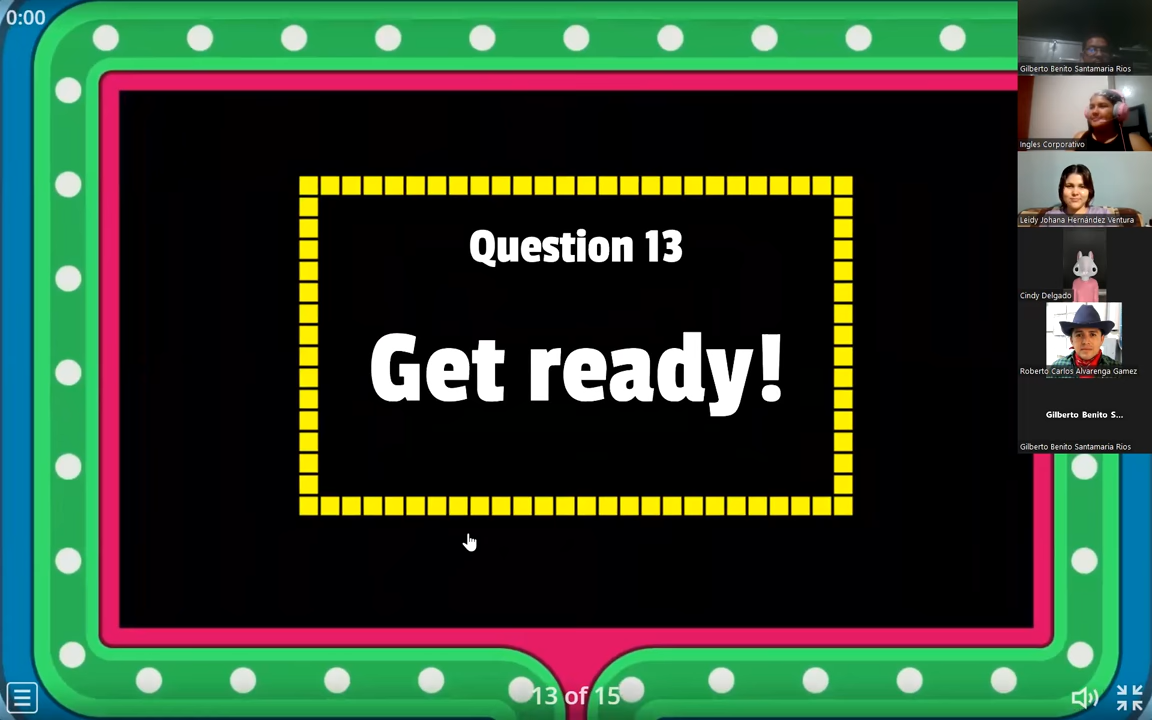 0:00
Question 13
Get ready!
13 of 15
Gilberto Benito Santamaria Rios
Ingles Corporativo
Leidy Johana Hernandez Ventura
Cindy Delgado
Roberto Carlos Alvarenga Gamez
Gilberto Benito S...
Gilberto Benito Santamaria Rios